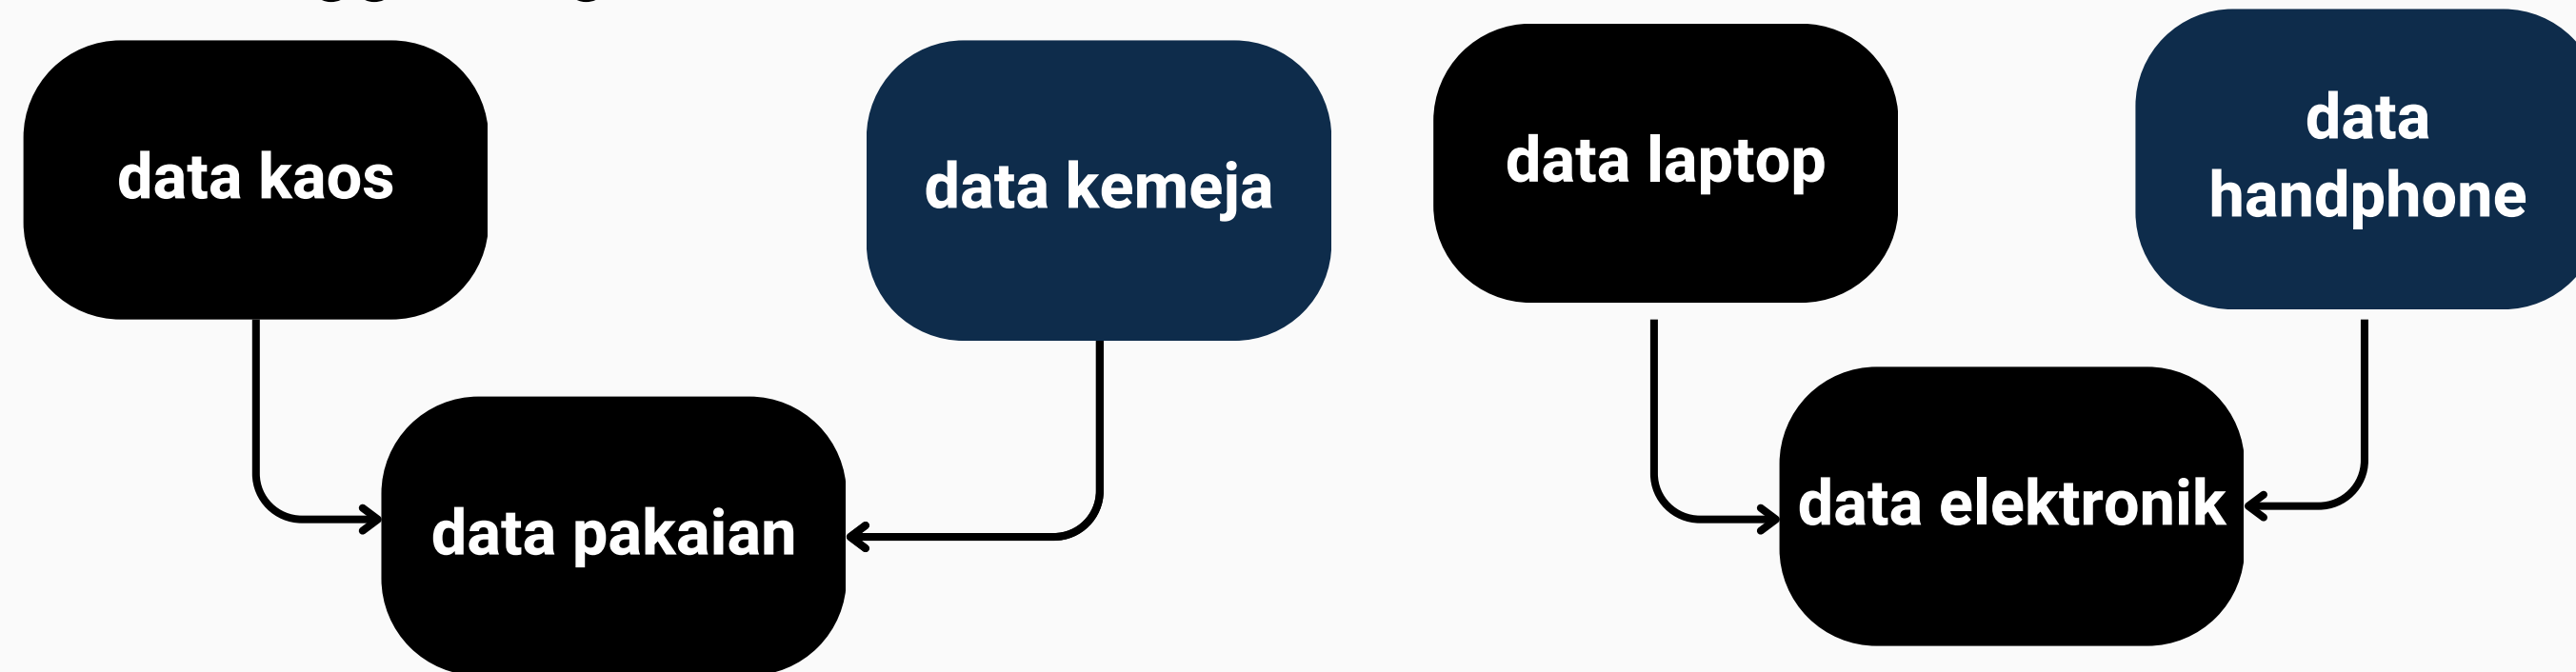 data kaos
data kemeja
data pakaian
data laptop
data
handphone
data elektronik